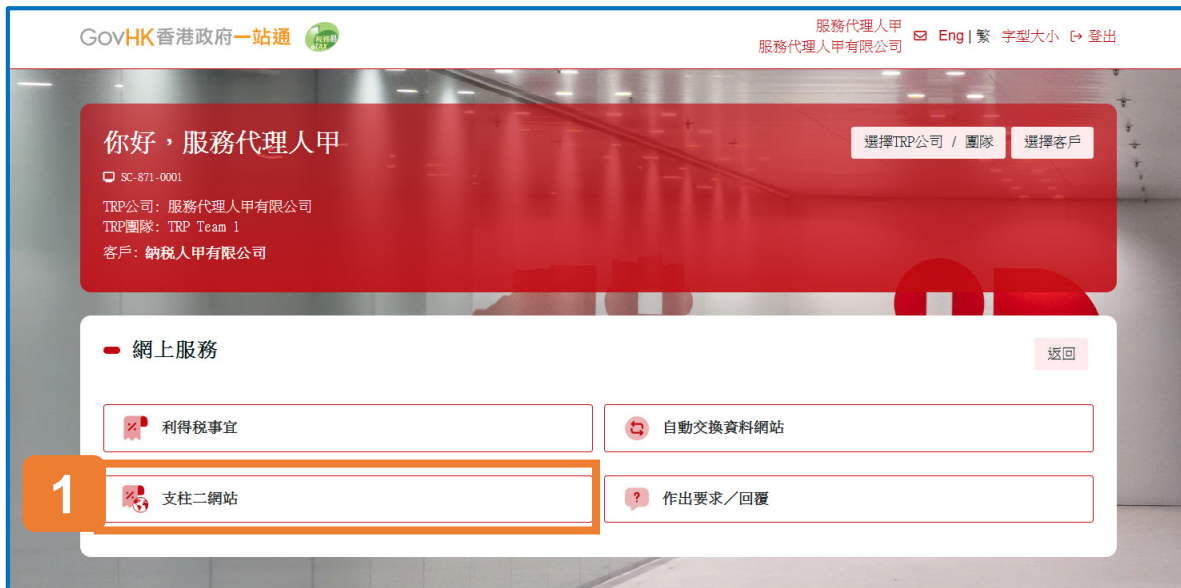 GovHK香港政府一站通
稅務易
eTAX
服務代理人甲
服務代理人甲有限公司
Eng | 繁 字型大小 登出
你好，服務代理人甲
選擇TRP公司 / 團隊 選擇客戶
SC-871-0001
TRP公司: 服務代理人甲有限公司
TRP團隊: TRP Team 1
客戶: 納税人甲有限公司
網上服務
返回
利得税事宜
自動交換資料網站
1
支柱二網站
作出要求／回覆